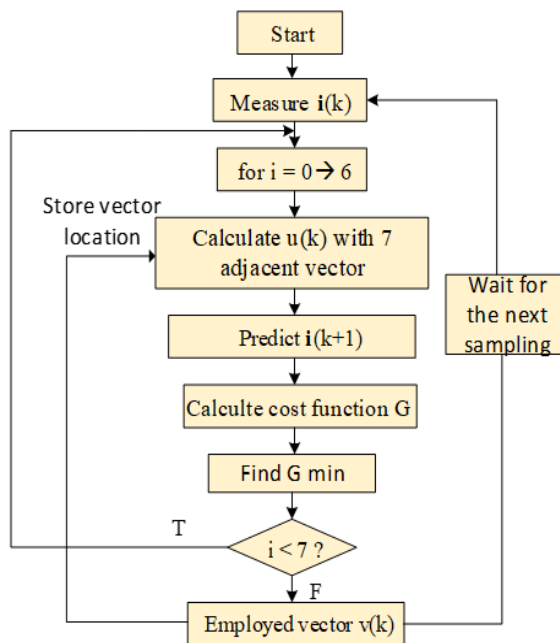 Start
Measure i(k)
for i = 0 → 6
Store vector
location
Calculate u(k) with 7
adjacent vector
Wait for
the next
sampling
Predict i(k+1)
Calculte cost function G
Find G min
T
i < 7 ?
F
Employed vector v(k)